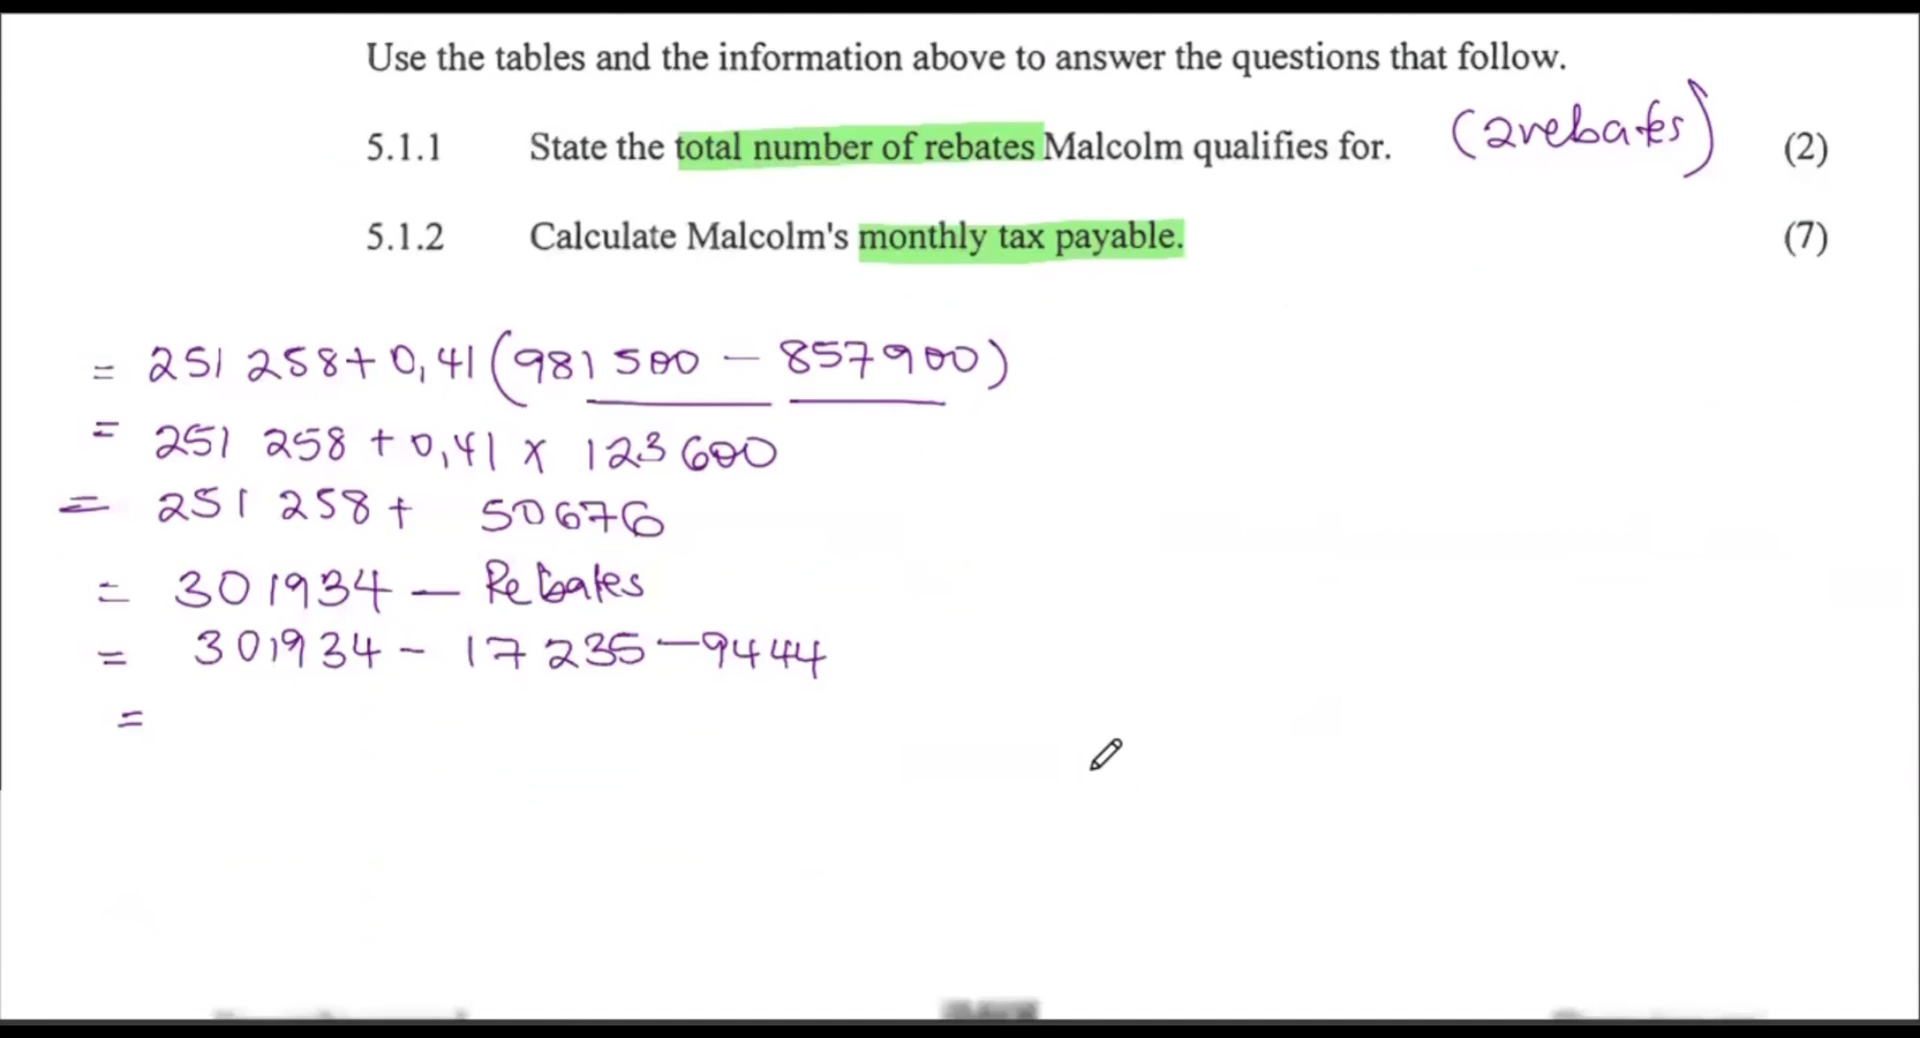 Use the tables and the information above to answer the questions that follow.
5.1.1 State the total number of rebates Malcolm qualifies for. (2rebates) (2)
5.1.2 Calculate Malcolm's monthly tax payable. (7)
= 251 258 + 0,41 (981 500 - 857900)
= 251 258 + 0,41 x 123 600
= 251 258 + 50676
= 301934 - Rebates
= 301934 - 17 235 - 9444
=